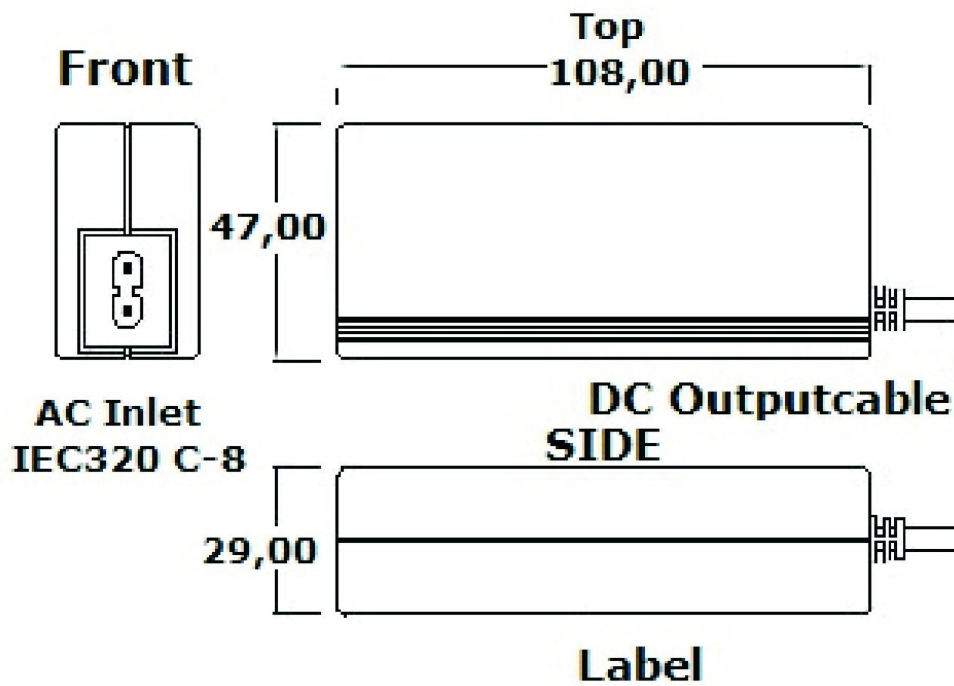 Front
Top
108,00
47,00
AC Inlet
IEC320 C-8
DC Outputcable
SIDE
29,00
Label